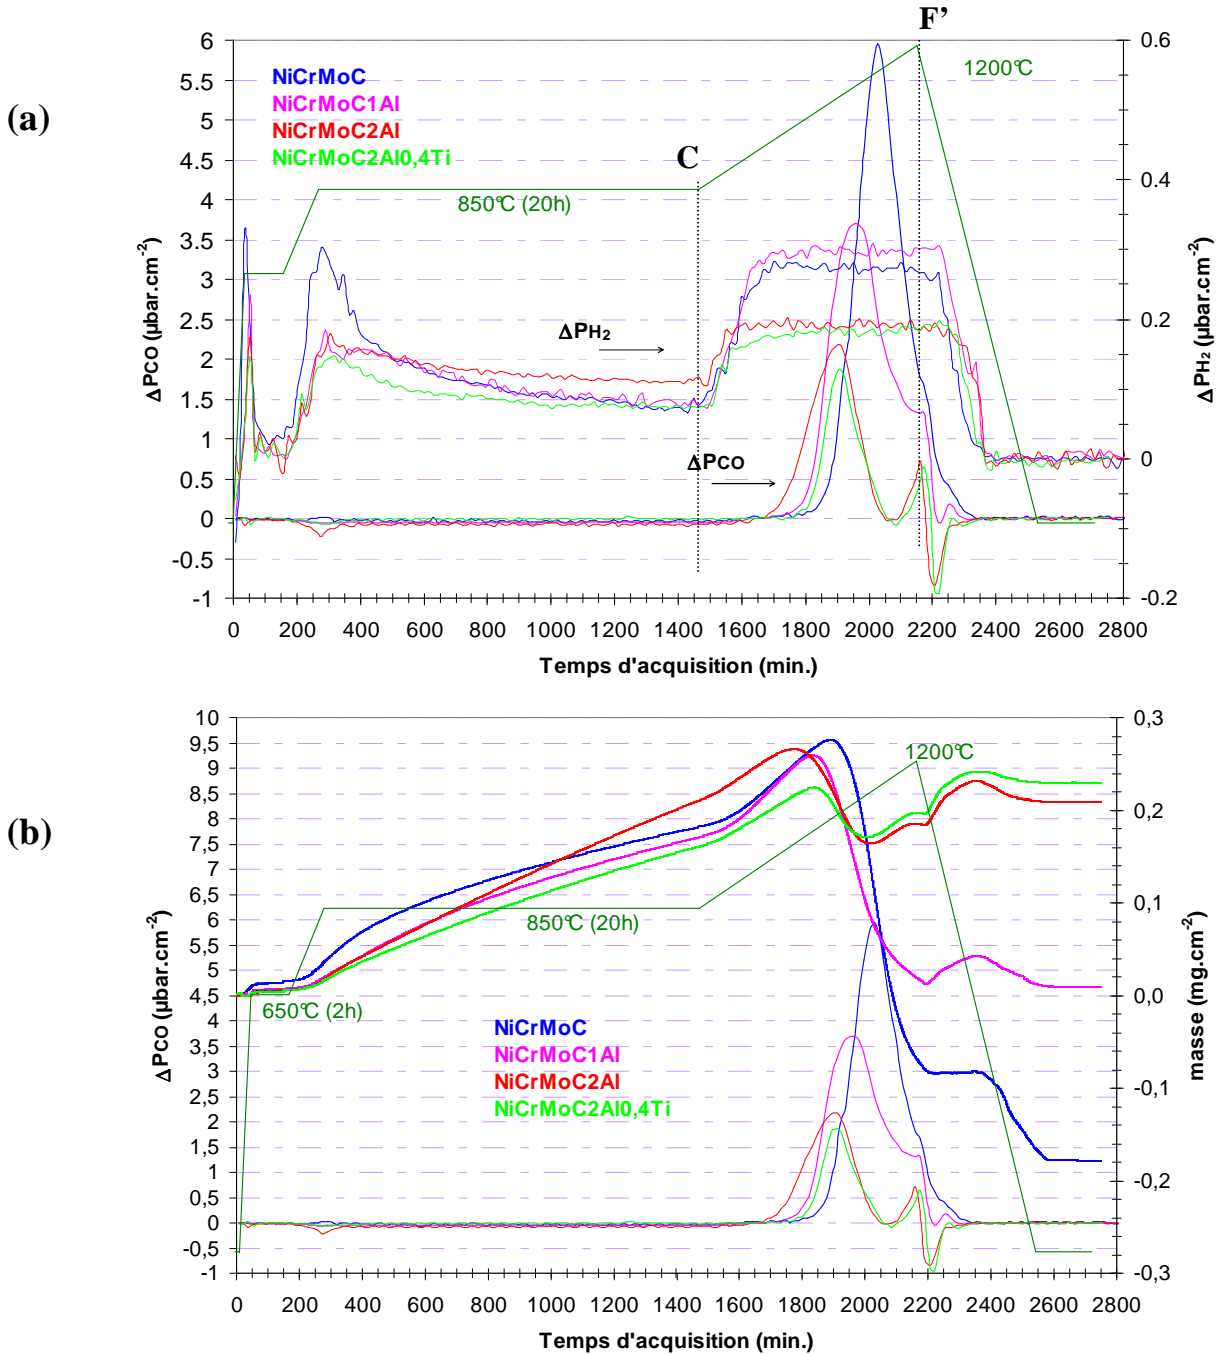 (a)
F'
NiCrMoC
NiCrMoC1Al
NiCrMoC2Al
NiCrMoC2Al0,4Ti
1200°C
C
850°C (20h)
ΔPH2
ΔPCO
ΔPCO (µbar.cm-2)
6
5.5
5
4.5
4
3.5
3
2.5
2
1.5
1
0.5
0
-0.5
-1
0.6
0.4
0.2
0
-0.2
ΔPH2 (µbar.cm-2)
0 200 400 600 800 1000 1200 1400 1600 1800 2000 2200 2400 2600 2800
Temps d'acquisition (min.)
(b)
1200°C
850°C (20h)
650°C (2h)
NiCrMoC
NiCrMoC1Al
NiCrMoC2Al
NiCrMoC2Al0,4Ti
ΔPCO (µbar.cm-2)
10
9,5
9
8,5
8
7,5
7
6,5
6
5,5
5
4,5
4
3,5
3
2,5
2
1,5
1
0,5
0
-0,5
-1
0,3
0,2
0,1
0,0
-0,1
-0,2
-0,3
masse (mg.cm-2)
0 200 400 600 800 1000 1200 1400 1600 1800 2000 2200 2400 2600 2800
Temps d'acquisition (min.)